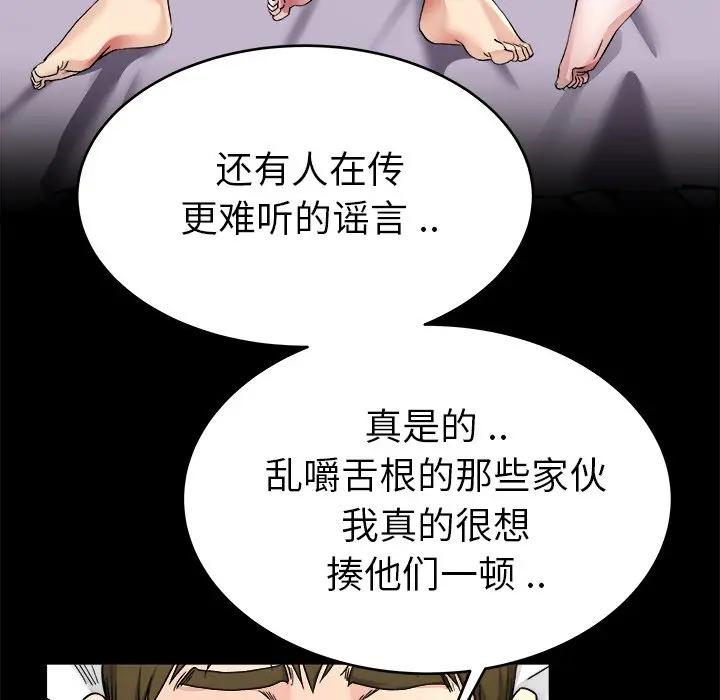 还有人在传
更难听的谣言 ..
真是的 ..
乱嚼舌根的那些家伙
我真的很想
揍他们一顿 ..